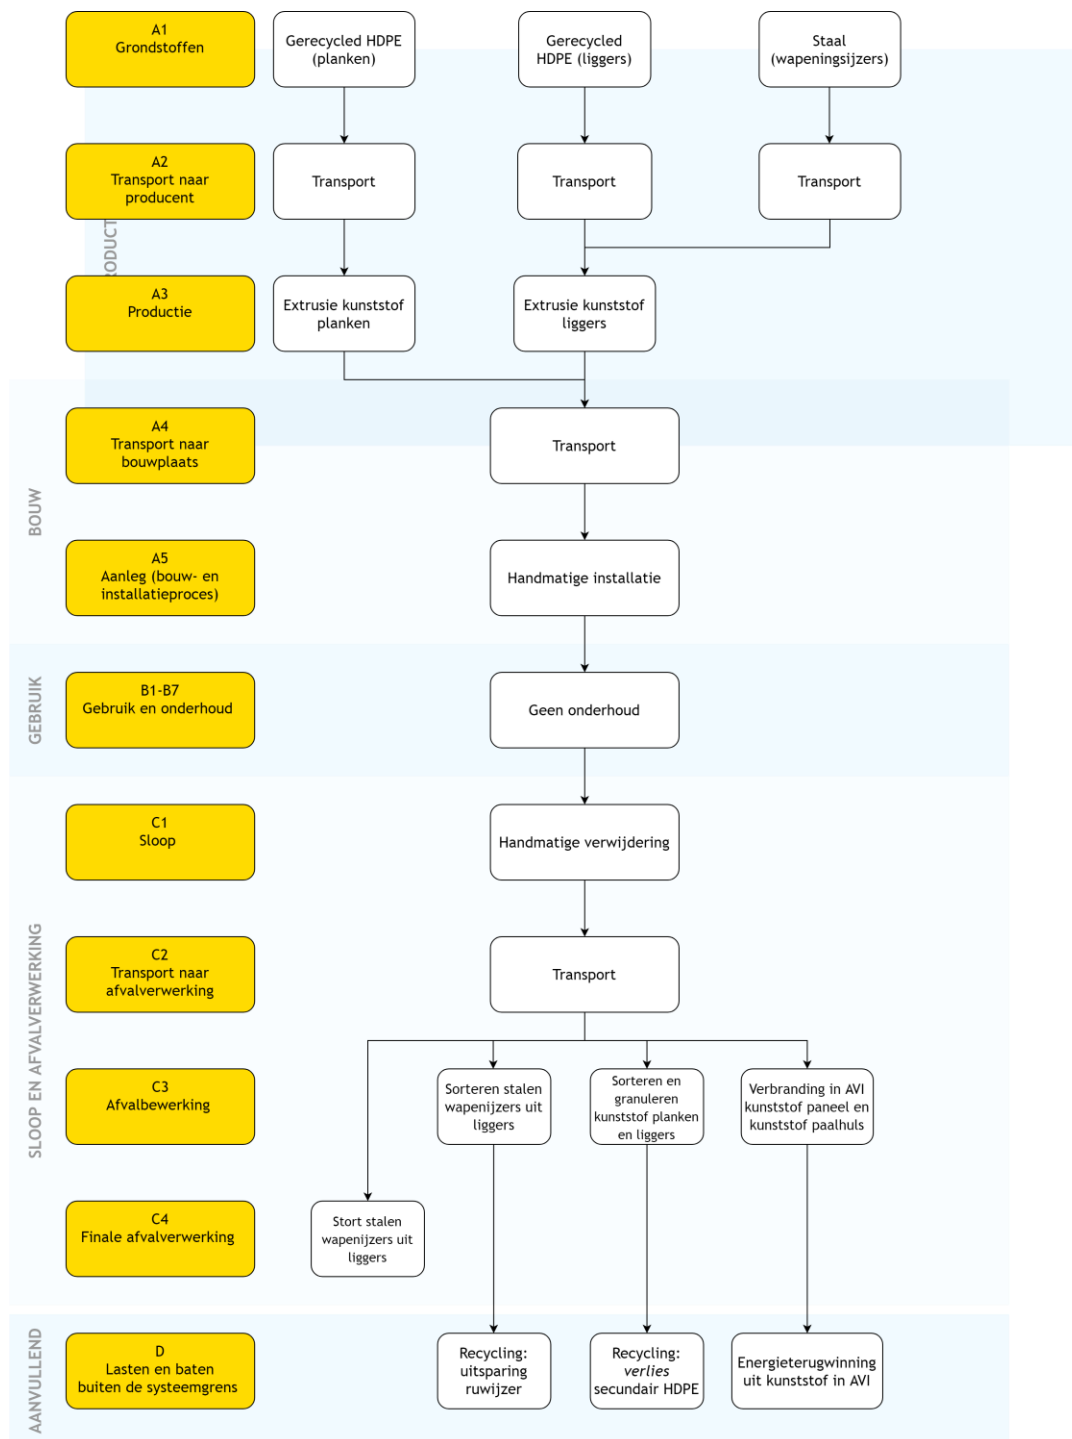 A1
Grondstoffen
Gerecycled HDPE
(planken)
Gerecycled
HDPE (liggers)
Staal
(wapeningsijzers)
A2
Transport naar
producent
Transport
Transport
Transport
A3
Productie
Extrusie kunststof
planken
Extrusie kunststof
liggers
A4
Transport naar
bouwplaats
Transport
BOUW
A5
Aanleg (bouw- en
installatieproces)
Handmatige installatie
GEBRUIK
B1-B7
Gebruik en onderhoud
Geen onderhoud
SLOOP EN AFVALVERWERKING
C1
Sloop
Handmatige verwijdering
C2
Transport naar
afvalverwerking
Transport
C3
Afvalbewerking
Sorteren stalen
wapenijzers uit
liggers
Sorteren en
granuleren
kunststof planken
en liggers
Verbranding in AVI
kunststof paneel en
kunststof paalhuls
C4
Finale afvalverwerking
Stort stalen
wapenijzers uit
liggers
AANVULLEND
D
Lasten en baten
buiten de systeemgrens
Recycling:
uitsparing
ruwijzer
Recycling:
verlies
secundair HDPE
Energieterugwinning
uit kunststof in AVI